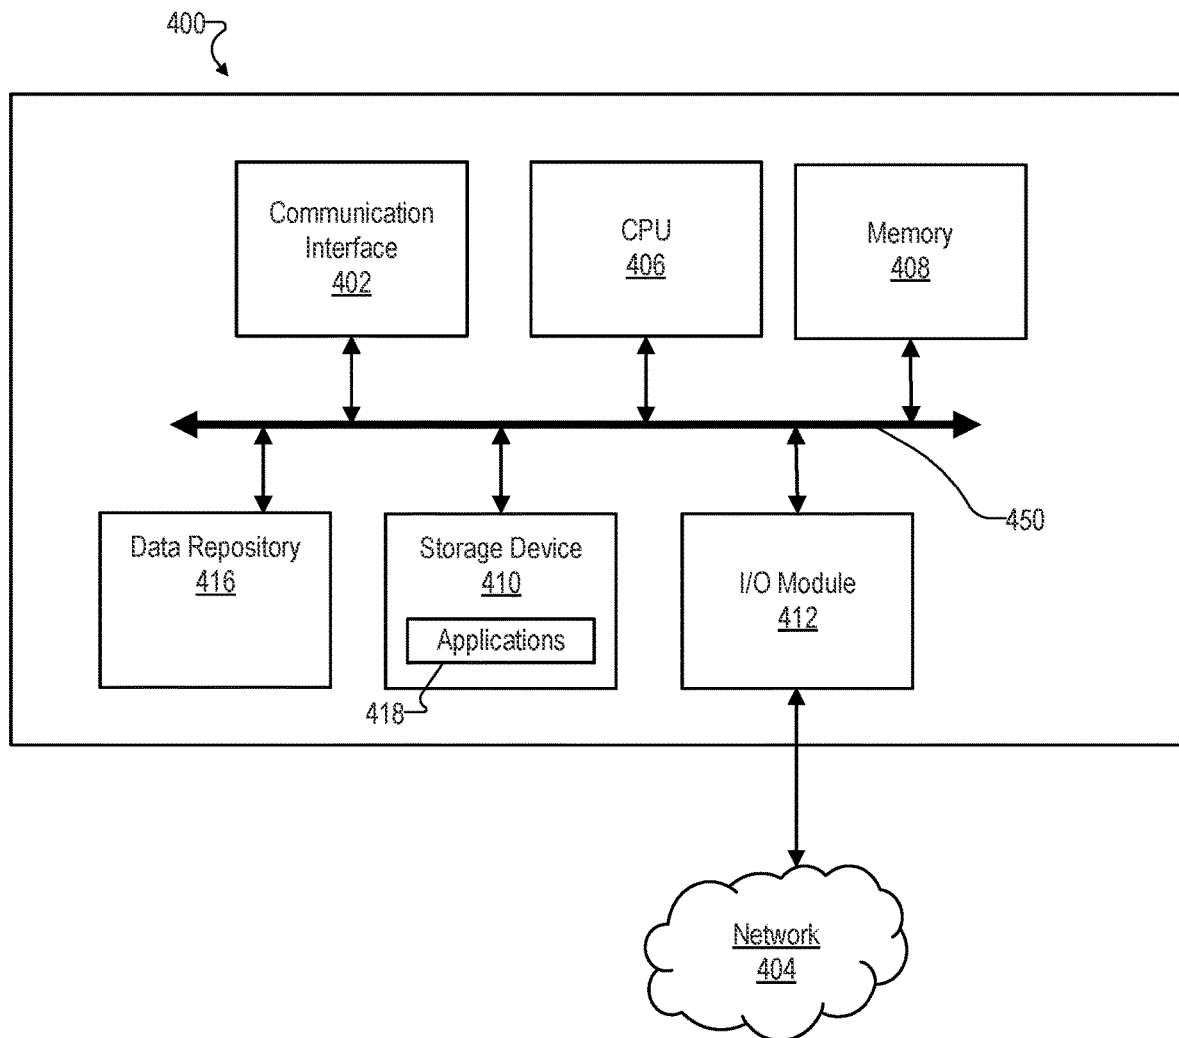 400
Communication
Interface
402
CPU
406
Memory
408
450
Data Repository
416
Storage Device
410
Applications
418
I/O Module
412
Network
404